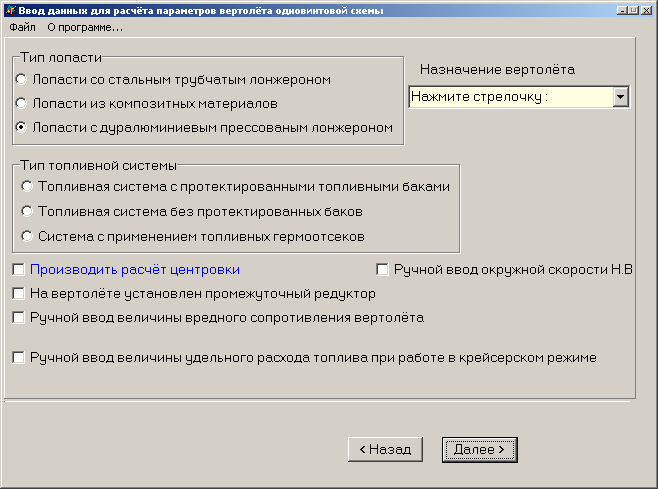 Ввод данных для расчёта параметров вертолёта одновинтовой схемы
Файл О программе...
Тип лопасти
Лопасти со стальным трубчатым лонжероном
Лопасти из композитных материалов
Лопасти с дуралюминиевым прессованым лонжероном
Назначение вертолёта
Нажмите стрелочку :
Тип топливной системы
Топливная система с протектированными топливными баками
Топливная система без протектированных баков
Система с применением топливных гермоотсеков
Производить расчёт центровки
Ручной ввод окружной скорости Н.В
На вертолёте установлен промежуточный редуктор
Ручной ввод величины вредного сопротивления вертолёта
Ручной ввод величины удельного расхода топлива при работе в крейсерском режиме
< Назад
Далее >